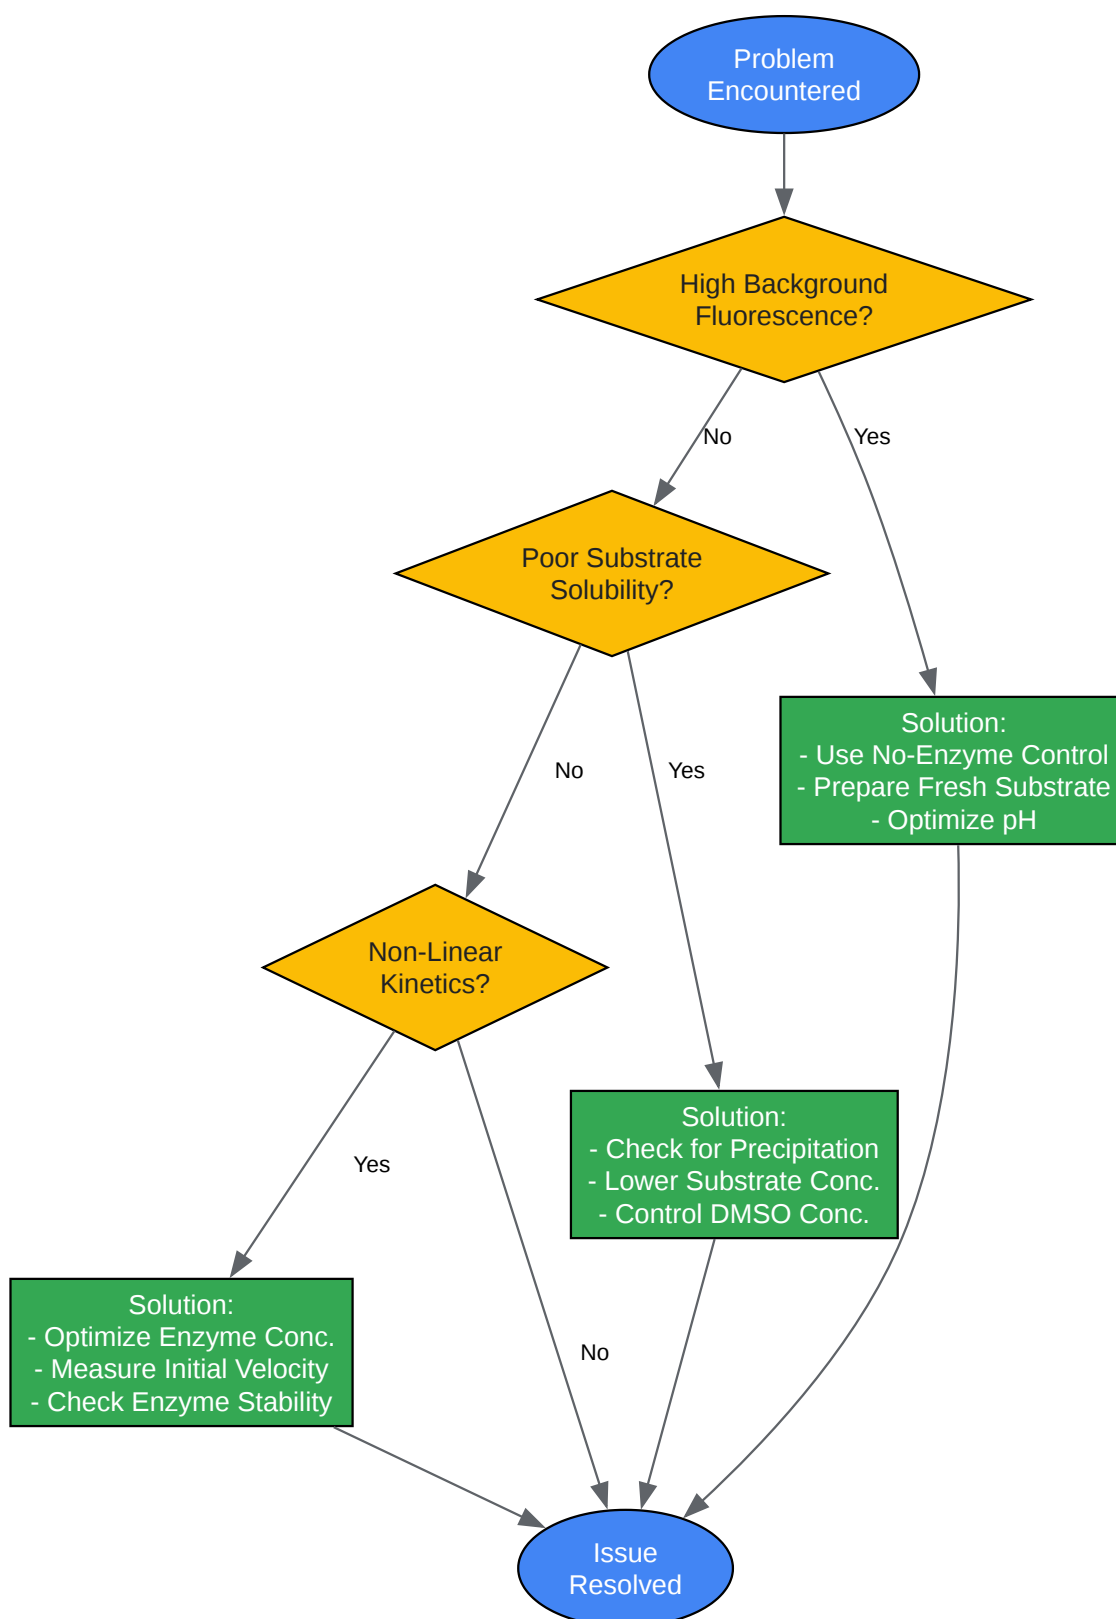 Problem
Encountered
High Background
Fluorescence?
No
Yes
Poor Substrate
Solubility?
No
Yes
Solution:
- Use No-Enzyme Control
- Prepare Fresh Substrate
- Optimize pH
Non-Linear
Kinetics?
Yes
No
Solution:
- Check for Precipitation
- Lower Substrate Conc.
- Control DMSO Conc.
Solution:
- Optimize Enzyme Conc.
- Measure Initial Velocity
- Check Enzyme Stability
Issue
Resolved